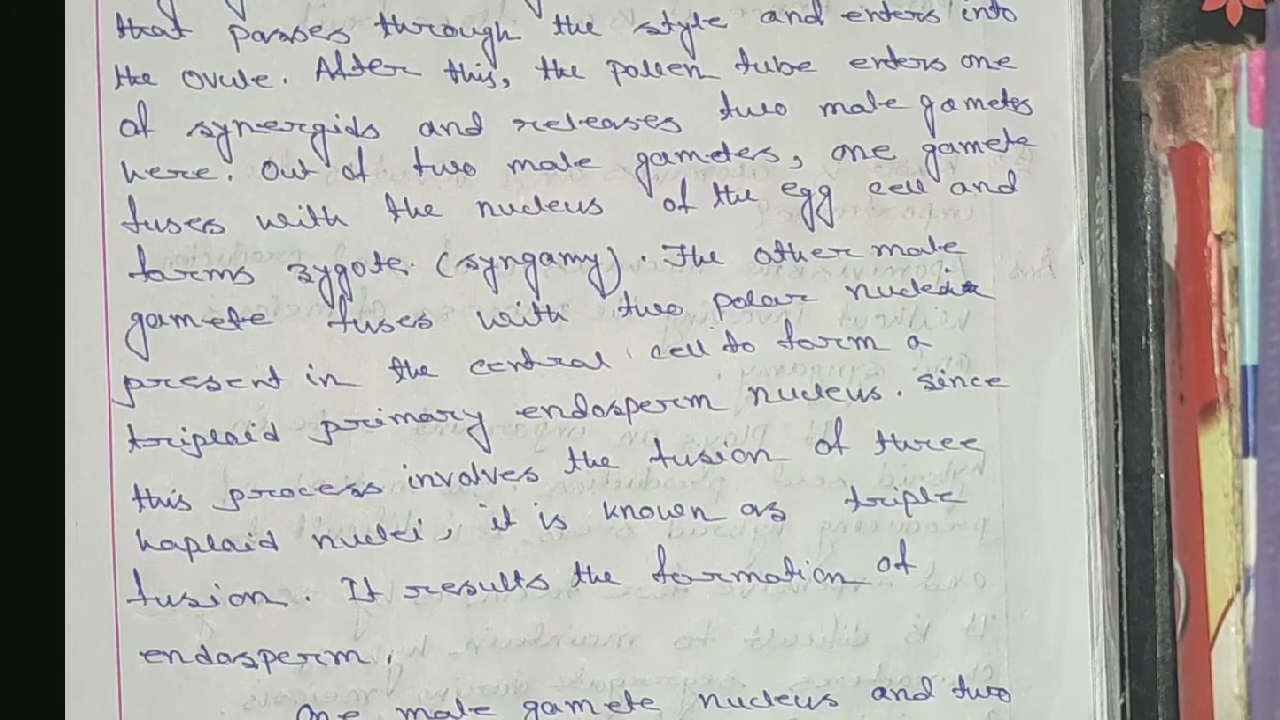 that passes through the style and enters into
the ovule. After this, the pollen tube enters one
of synergids and releases two male gametes
here. Out of two male gametes, one gamete
fuses with the nucleus of the egg cell and
forms zygote. (syngamy). The other male
gamete fuses with two polar nuclei
present in the central cell to form a
triploid primary endosperm nucleus. Since
this process involves the fusion of three
haploid nuclei, it is known as triple
fusion. It results the formation of
endosperm.
One male gamete nucleus and two